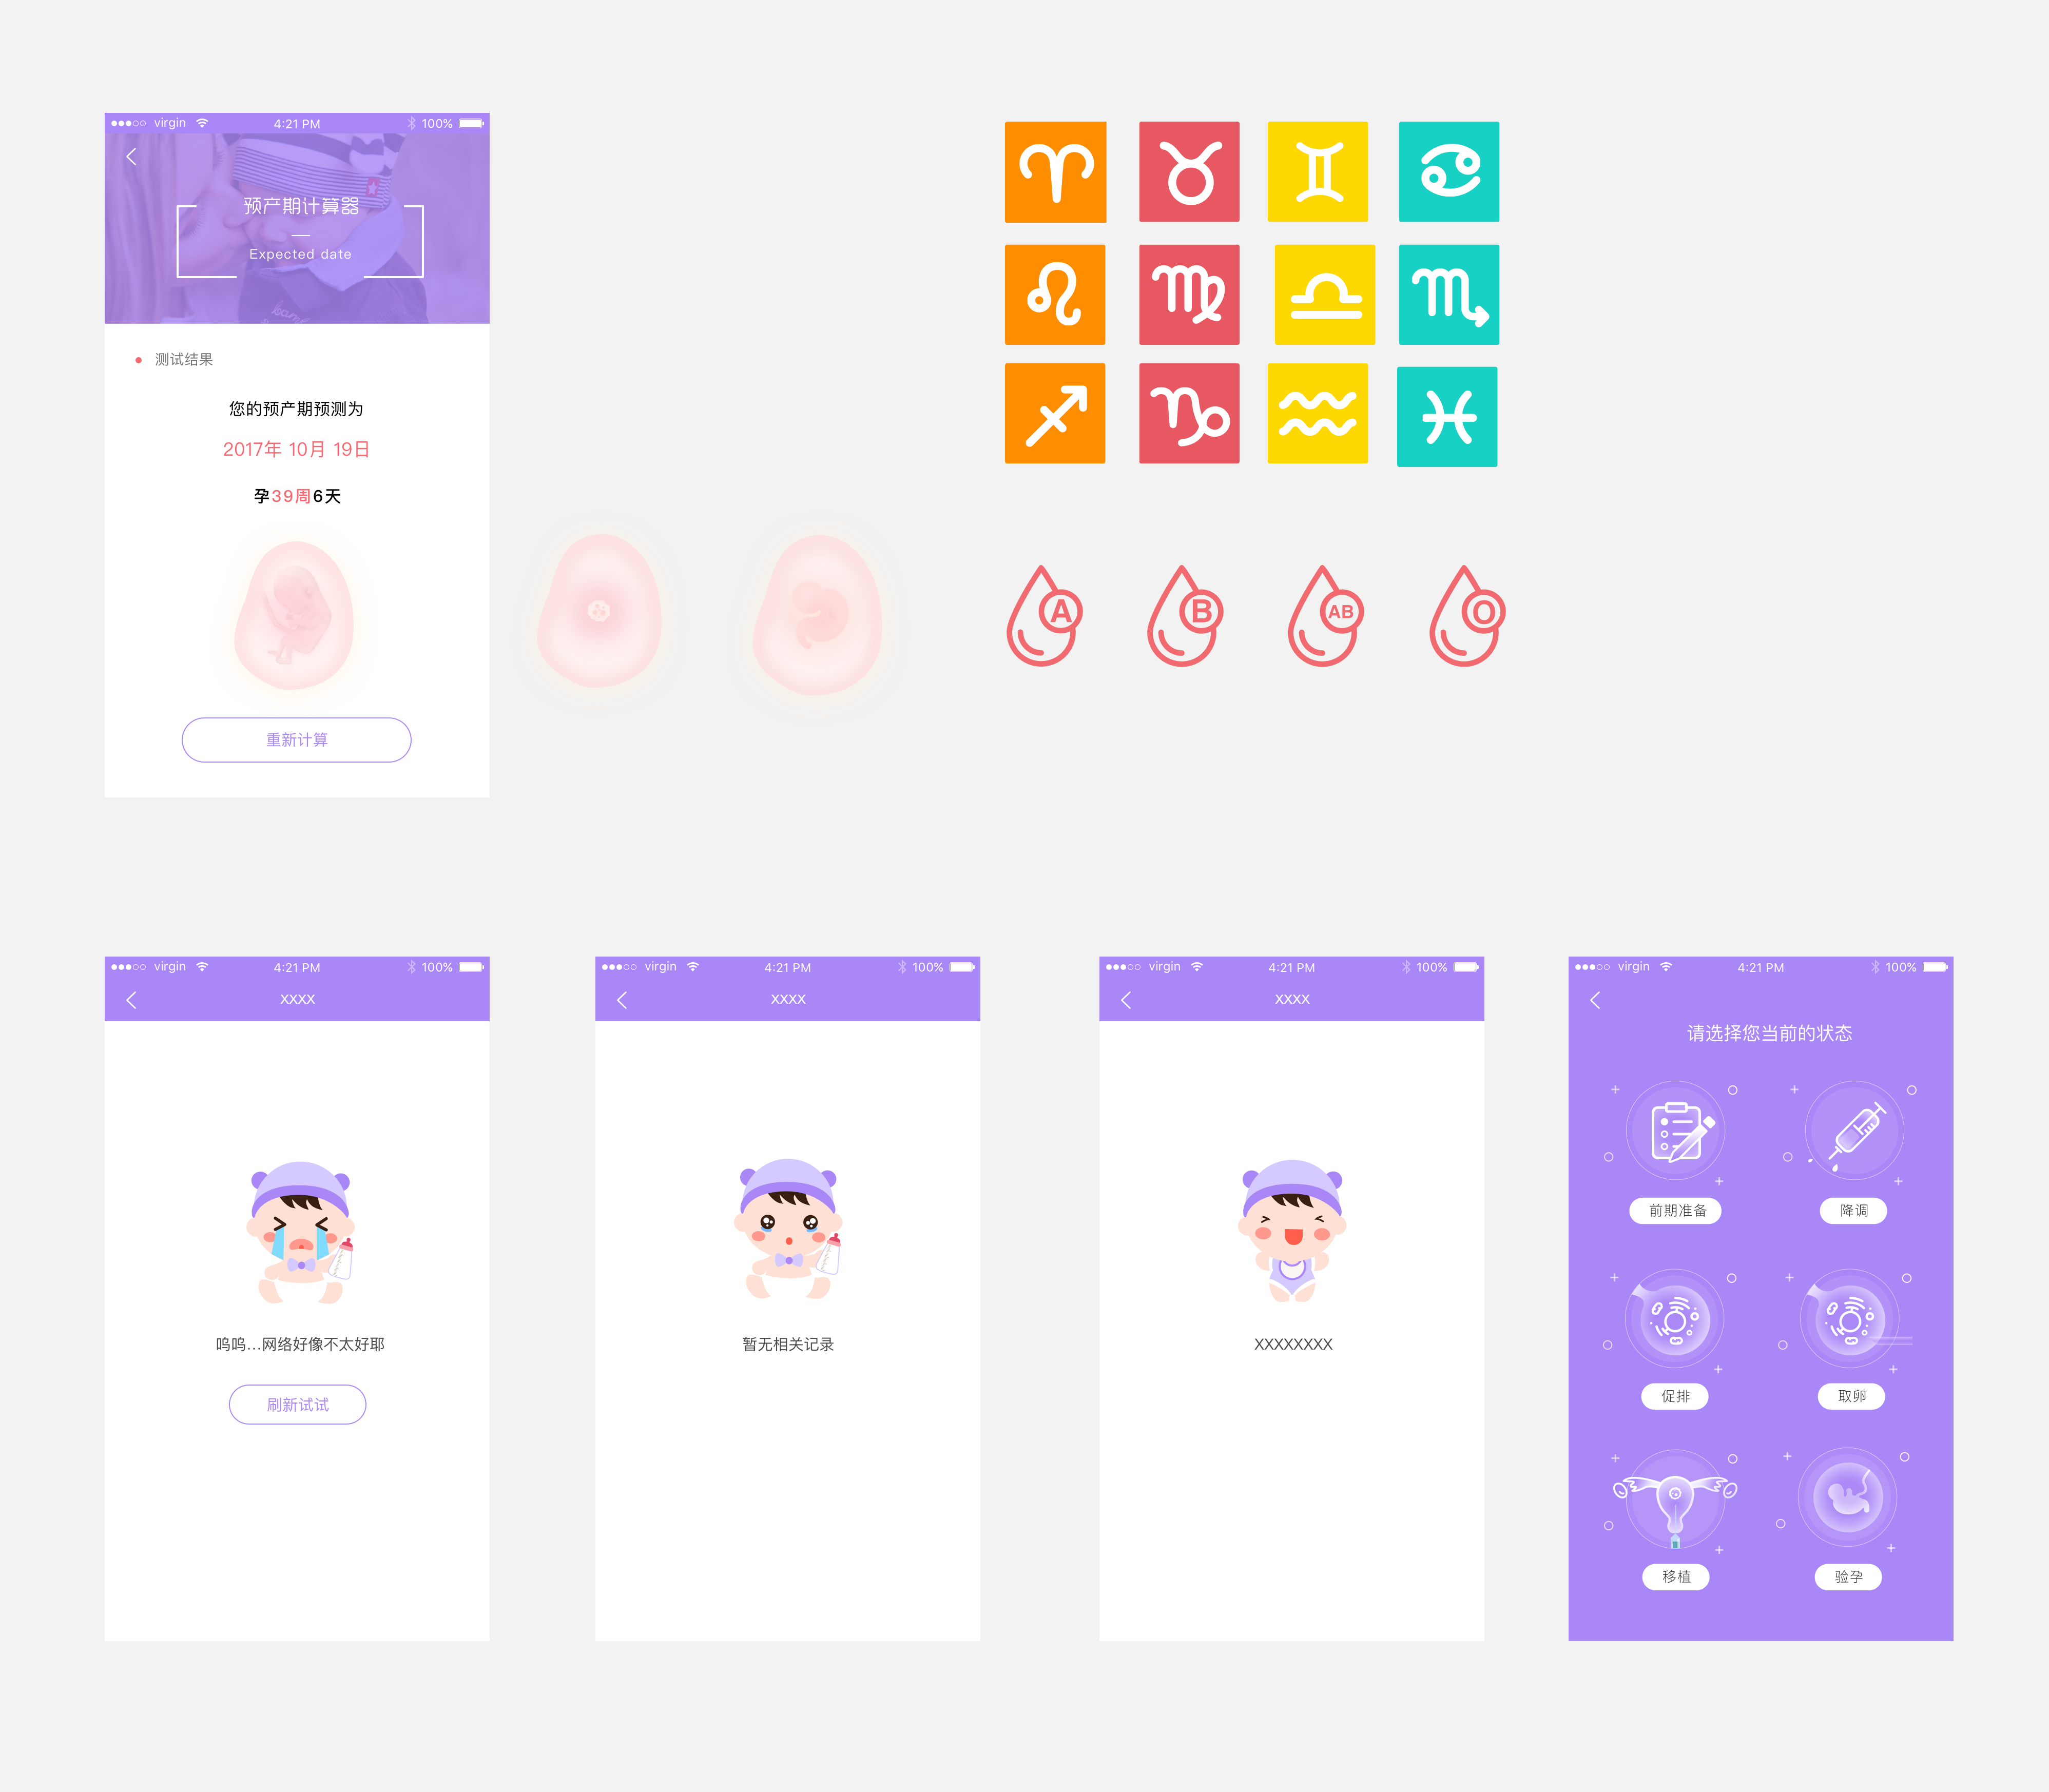 virgin 4:21 PM 100%
预产期计算器
Expected date
测试结果
您的预产期预测为
2017年 10月 19日
孕39周6天
重新计算
A B AB O
virgin 4:21 PM 100%
XXXX
呜呜...网络好像不太好耶
刷新试试
virgin 4:21 PM 100%
XXXX
暂无相关记录
virgin 4:21 PM 100%
XXXX
XXXXXXXX
virgin 4:21 PM 100%
请选择您当前的状态
前期准备 降调
促排 取卵
移植 验孕